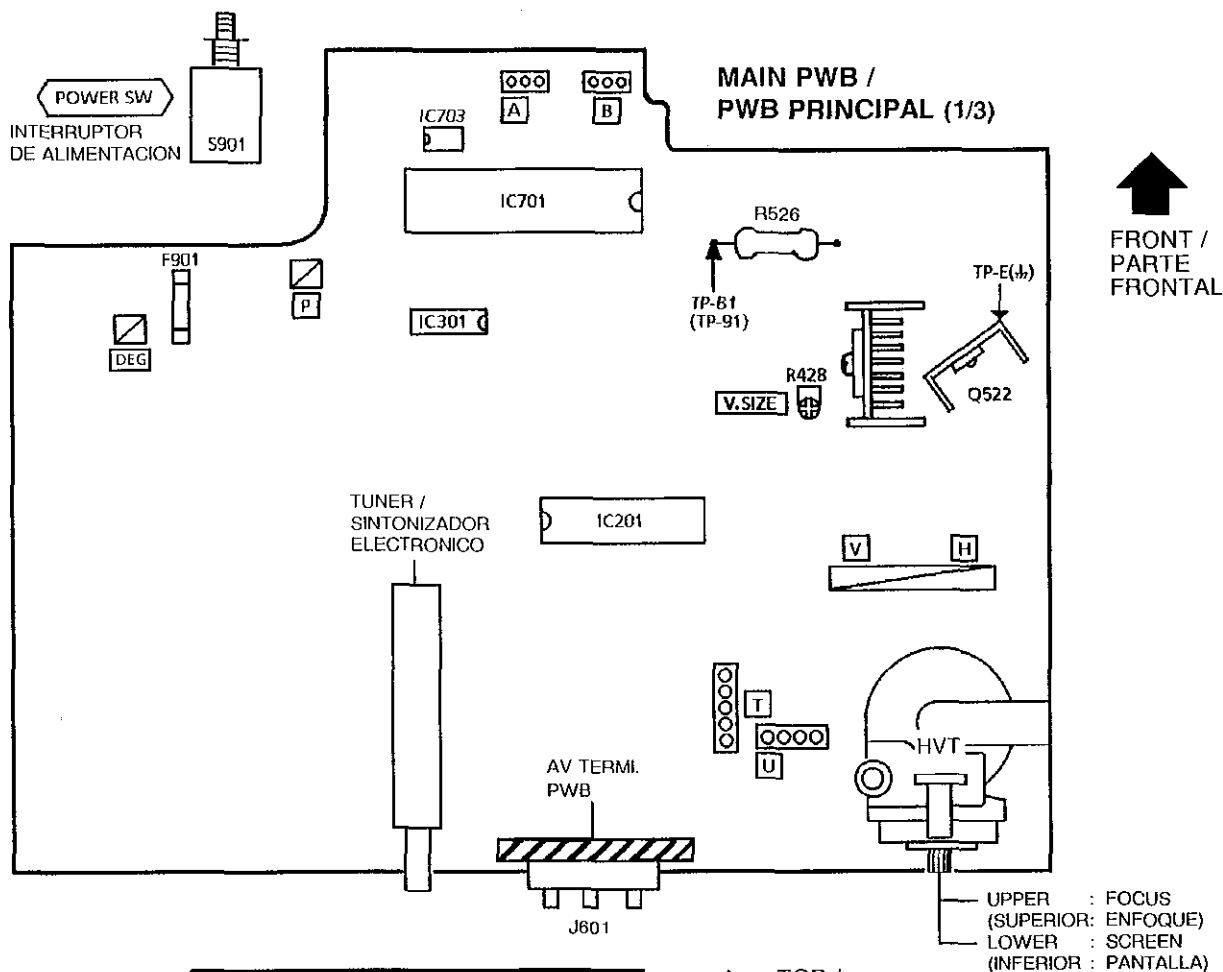 MAIN PWB /
PWB PRINCIPAL (1/3)
POWER SW
INTERRUPTOR
DE ALIMENTACION
S901
A
B
IC703
IC701
R526
TP-E(⏚)
TP-B1
(TP-91)
FRONT /
PARTE
FRONTAL
F901
P
DEG
IC301
R428
V.SIZE
Q522
TUNER /
SINTONIZADOR
ELECTRONICO
IC201
V
H
T
U
HVT
AV TERMI.
PWB
J601
UPPER : FOCUS
(SUPERIOR: ENFOQUE)
LOWER : SCREEN
(INFERIOR : PANTALLA)